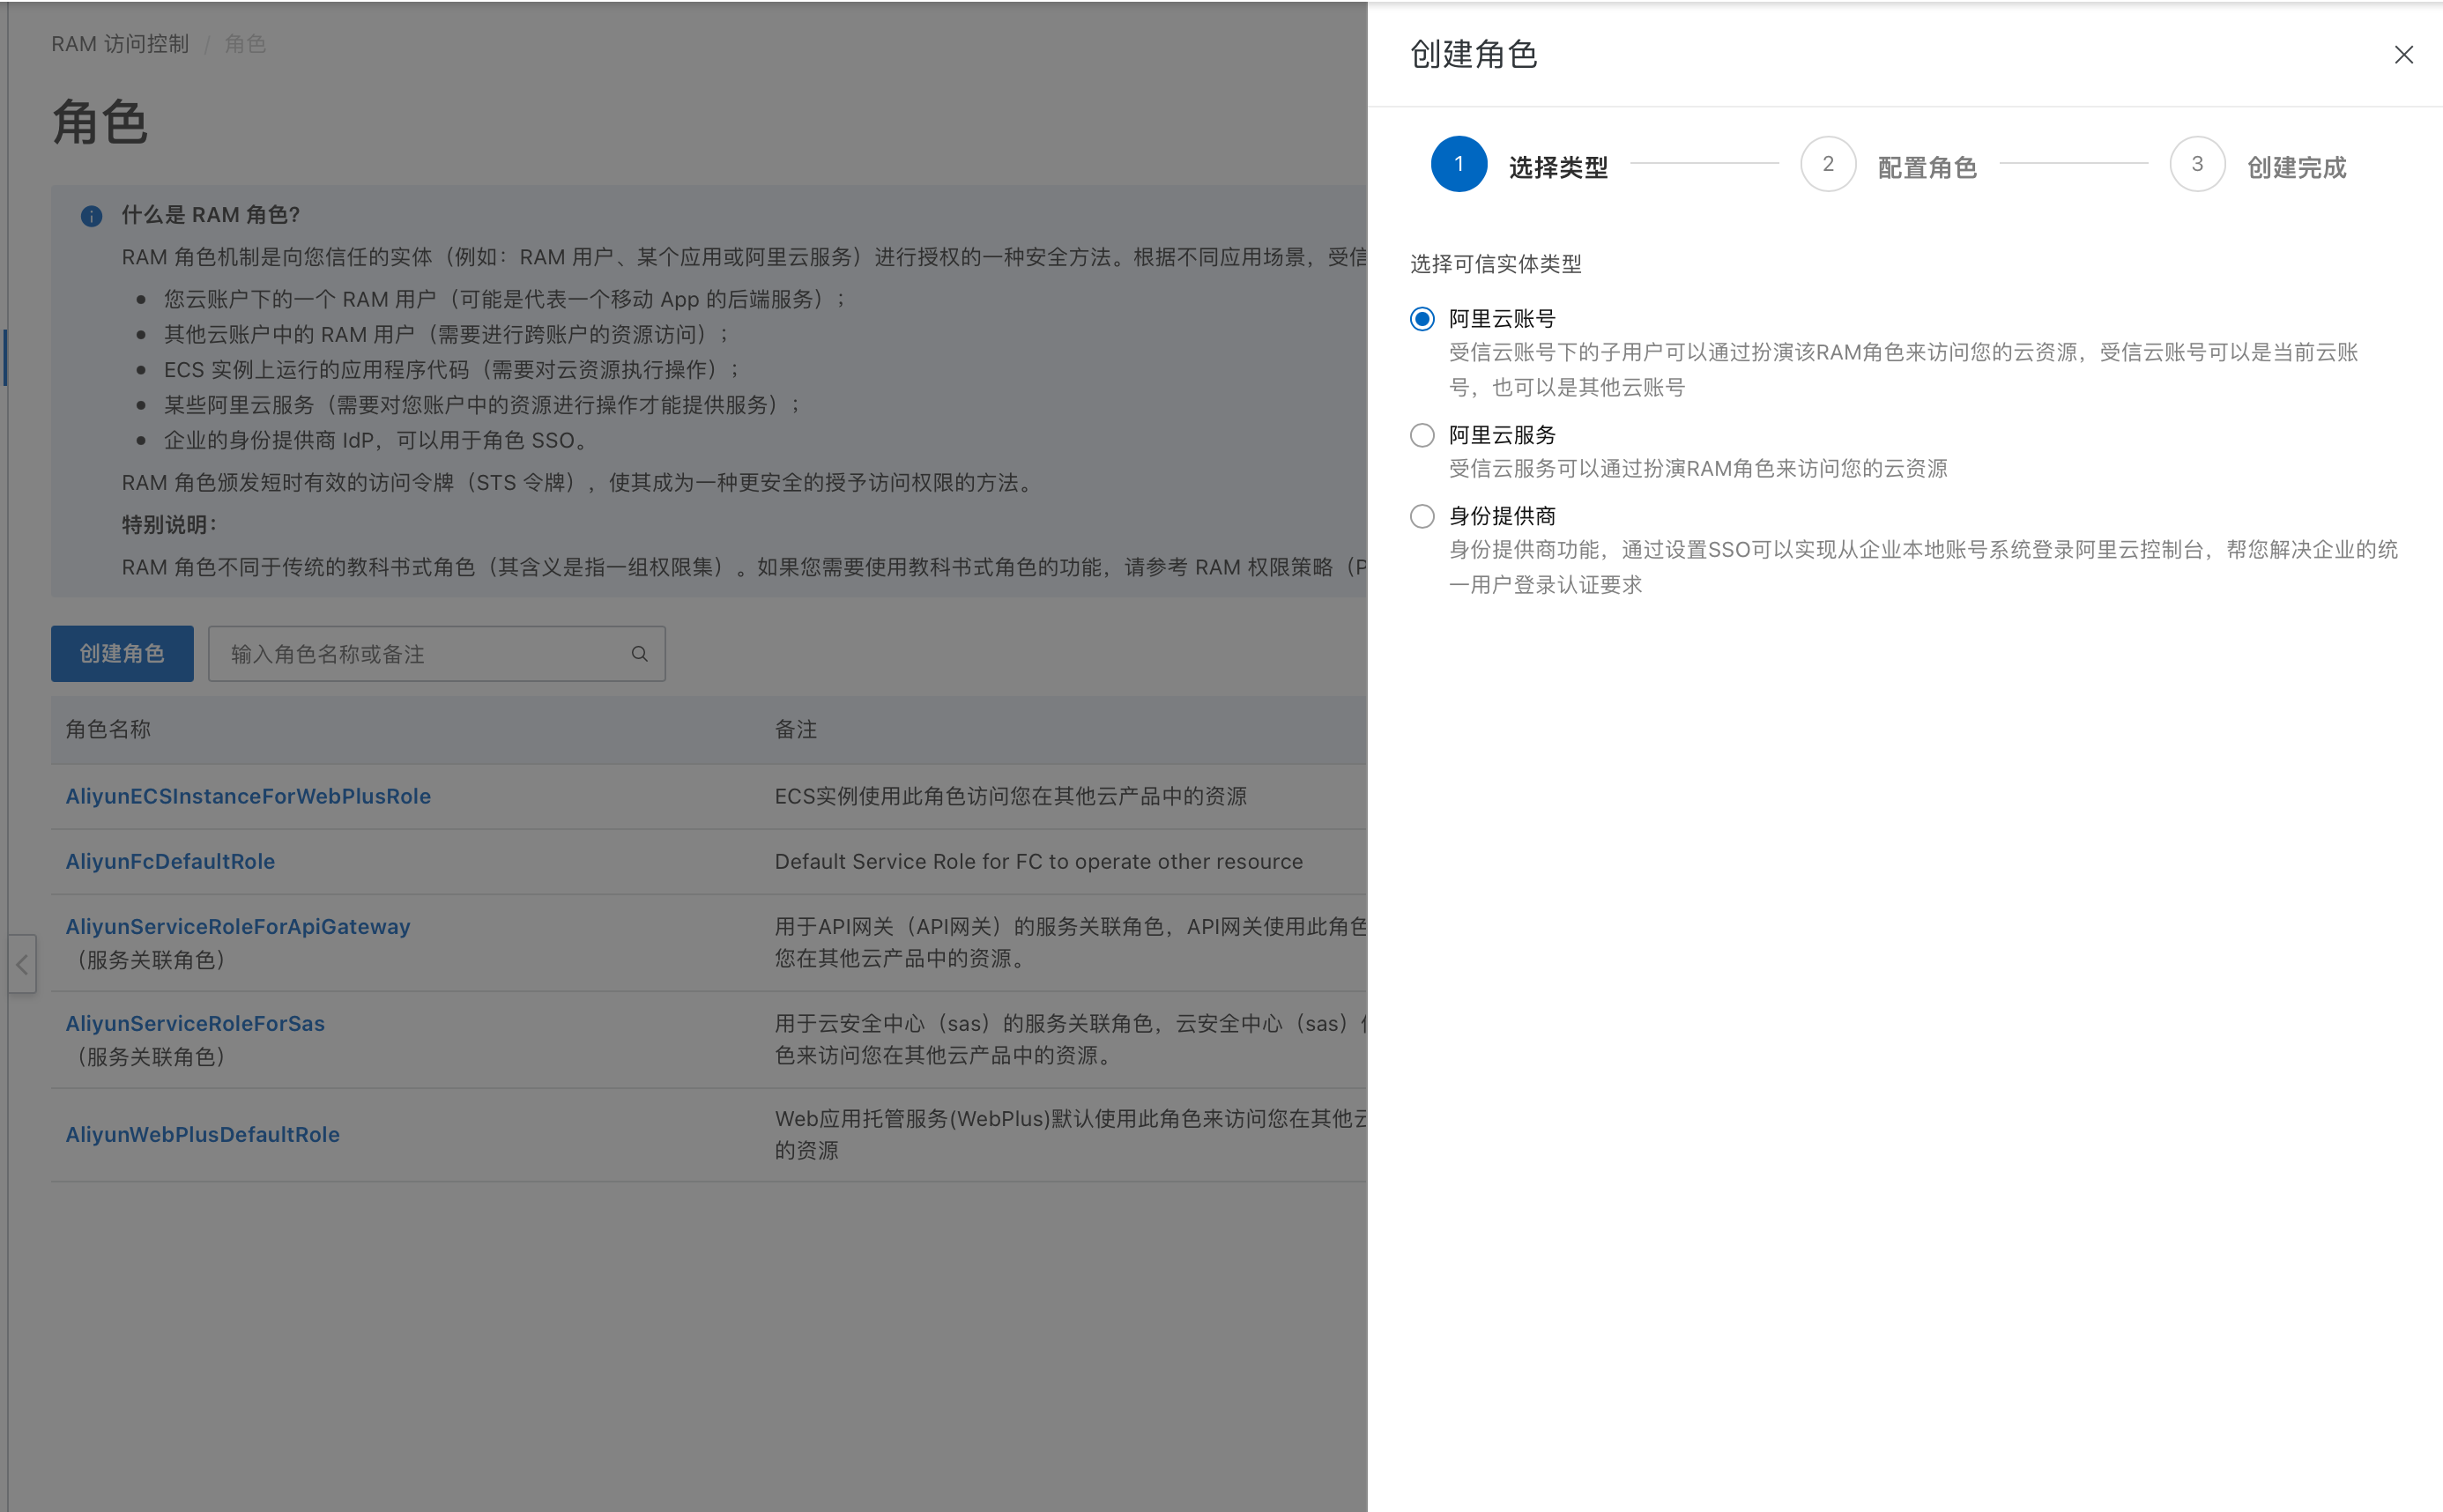 RAM 访问控制 / 角色
角色
什么是 RAM 角色?
RAM 角色机制是向您信任的实体（例如：RAM 用户、某个应用或阿里云服务）进行授权的一种安全方法。根据不同应用场景，受信
您云账户下的一个 RAM 用户（可能是代表一个移动 App 的后端服务）；
其他云账户中的 RAM 用户（需要进行跨账户的资源访问）；
ECS 实例上运行的应用程序代码（需要对云资源执行操作）；
某些阿里云服务（需要对您账户中的资源进行操作才能提供服务）；
企业的身份提供商 IdP，可以用于角色 SSO。
RAM 角色颁发短时有效的访问令牌（STS 令牌），使其成为一种更安全的授予访问权限的方法。
特别说明：
RAM 角色不同于传统的教科书式角色（其含义是指一组权限集）。如果您需要使用教科书式角色的功能，请参考 RAM 权限策略（P
创建角色
输入角色名称或备注
角色名称 备注
AliyunECSInstanceForWebPlusRole ECS实例使用此角色访问您在其他云产品中的资源
AliyunFcDefaultRole Default Service Role for FC to operate other resource
AliyunServiceRoleForApiGateway
（服务关联角色）
用于API网关（API网关）的服务关联角色，API网关使用此角色
您在其他云产品中的资源。
AliyunServiceRoleForSas
（服务关联角色）
用于云安全中心（sas）的服务关联角色，云安全中心（sas）
色来访问您在其他云产品中的资源。
AliyunWebPlusDefaultRole
Web应用托管服务(WebPlus)默认使用此角色来访问您在其他云
的资源
创建角色
1 选择类型
2 配置角色
3 创建完成
选择可信实体类型
阿里云账号
受信云账号下的子用户可以通过扮演该RAM角色来访问您的云资源，受信云账号可以是当前云账
号，也可以是其他云账号
阿里云服务
受信云服务可以通过扮演RAM角色来访问您的云资源
身份提供商
身份提供商功能，通过设置SSO可以实现从企业本地账号系统登录阿里云控制台，帮您解决企业的统
一用户登录认证要求